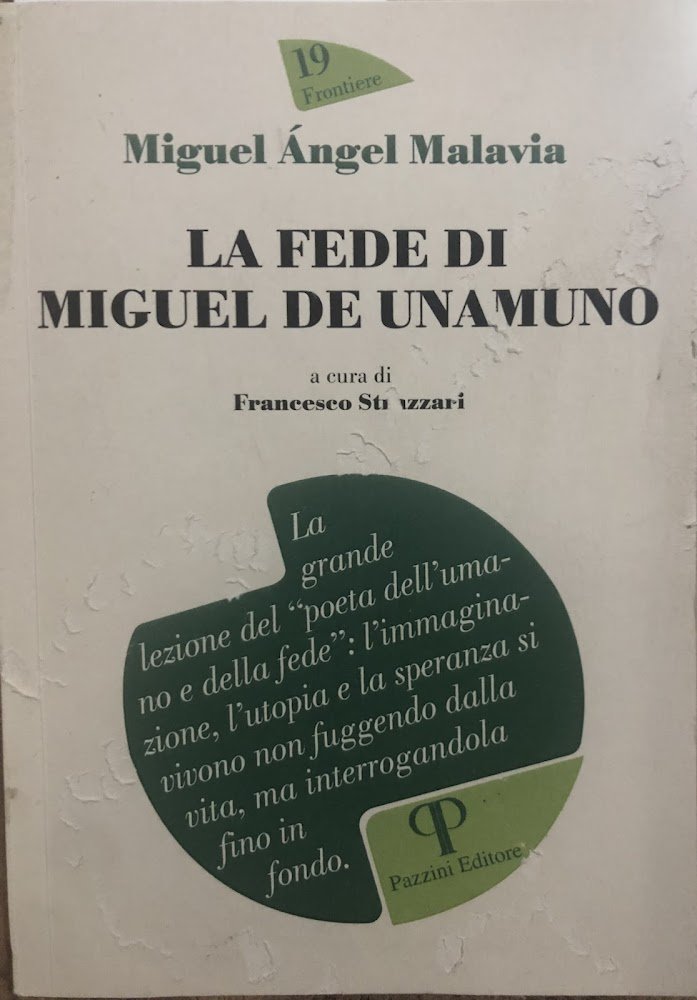 19
Frontiere
Miguel Ángel Malavia
LA FEDE DI
MIGUEL DE UNAMUNO
a cura di
Francesco
La
grande
lezione del “poeta dell’uma-
no e della fede”: l’immagina-
zione, l’utopia e la speranza si
vivono non fuggendo dalla
vita, ma interrogandola
fino in
fondo.
Pazzini Editore